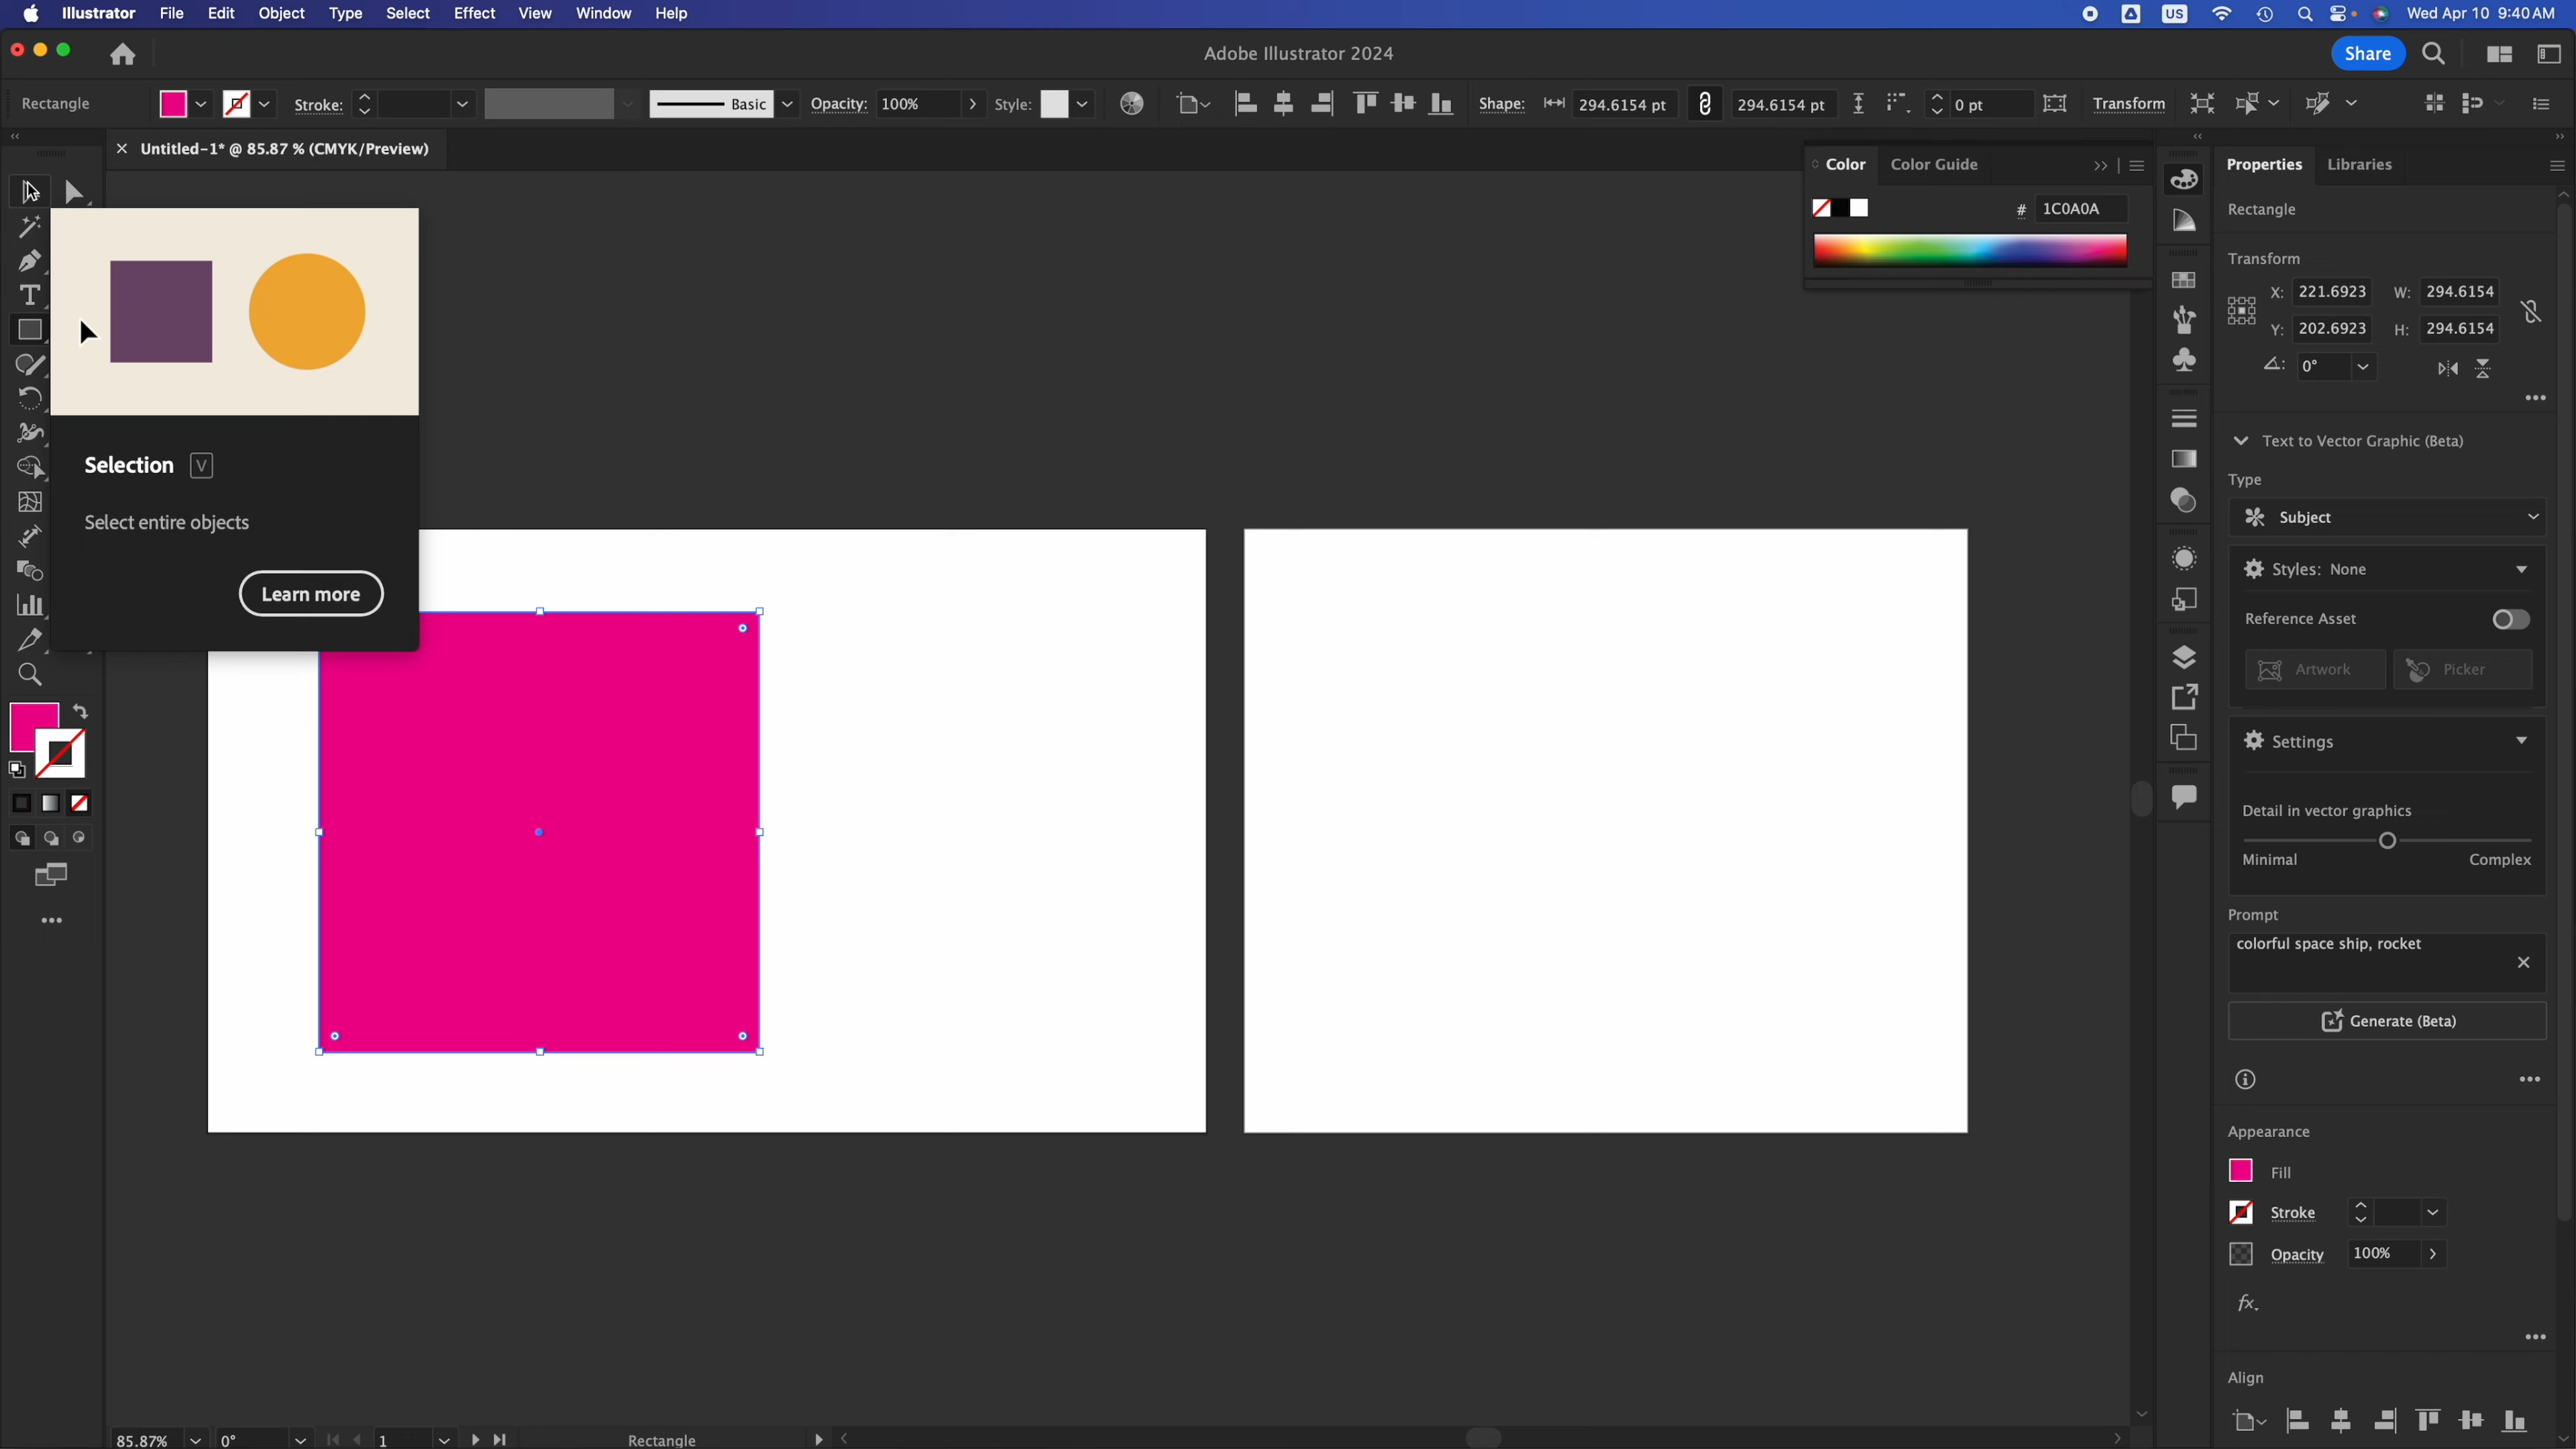 Illustrator File Edit Object Type Select Effect View Window Help
US
Wed Apr 10 9:40 AM
Adobe Illustrator 2024
Share
Rectangle
Stroke:
Basic
Opacity: 100%
Style:
Shape:
294.6154 pt
294.6154 pt
0 pt
Transform
Untitled-1* @ 85.87 % (CMYK/Preview)
Color
Color Guide
# 1C0A0A
Selection V
Select entire objects
Learn more
Properties
Libraries
Rectangle
Transform
X: 221.6923 W: 294.6154
Y: 202.6923 H: 294.6154
0°
Text to Vector Graphic (Beta)
Type
Subject
Styles: None
Reference Asset
Artwork
Picker
Settings
Detail in vector graphics
Minimal
Complex
Prompt
colorful space ship, rocket
Generate (Beta)
Appearance
Fill
Stroke
Opacity 100%
fx.
Align
85.87%
0°
1
Rectangle